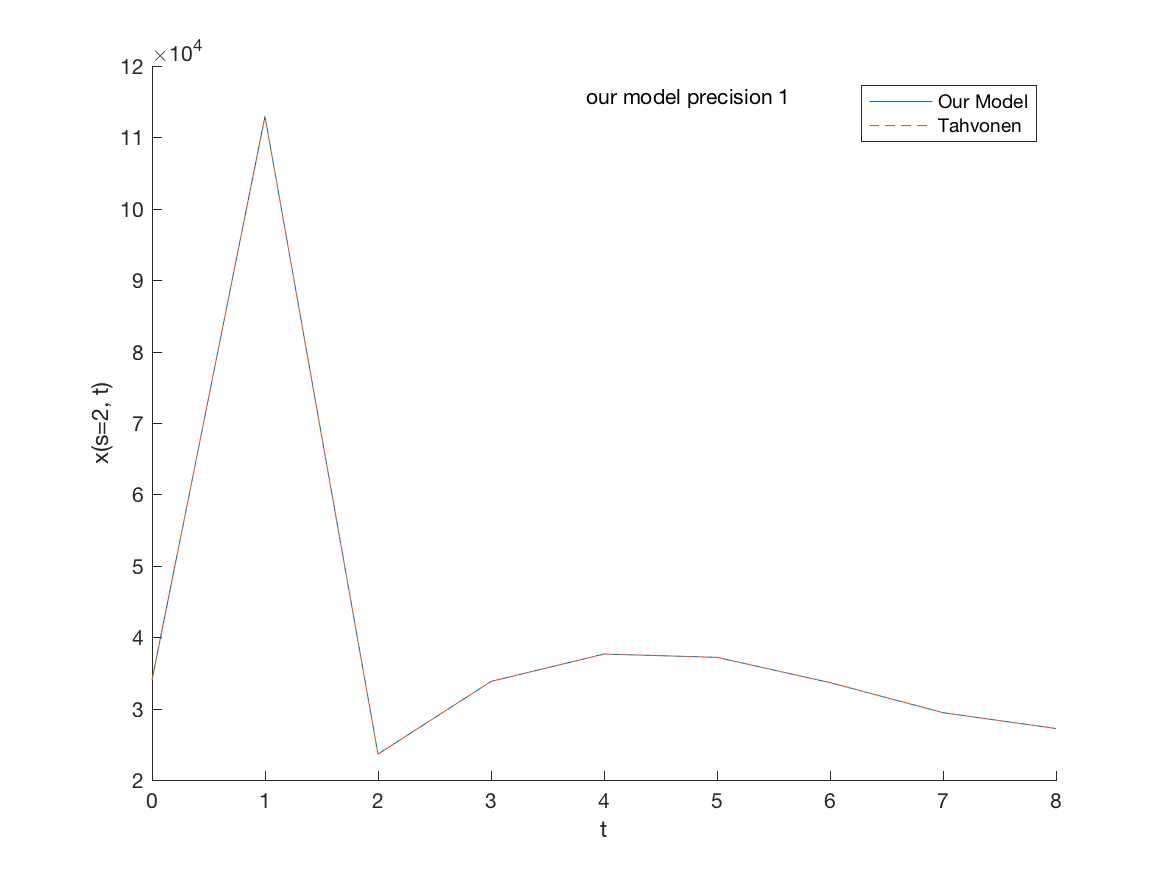 ×10⁴
12
11
10
9
8
7
6
5
4
3
2
x(s=2, t)
our model precision 1
Our Model
Tahvonen
0 1 2 3 4 5 6 7 8
t